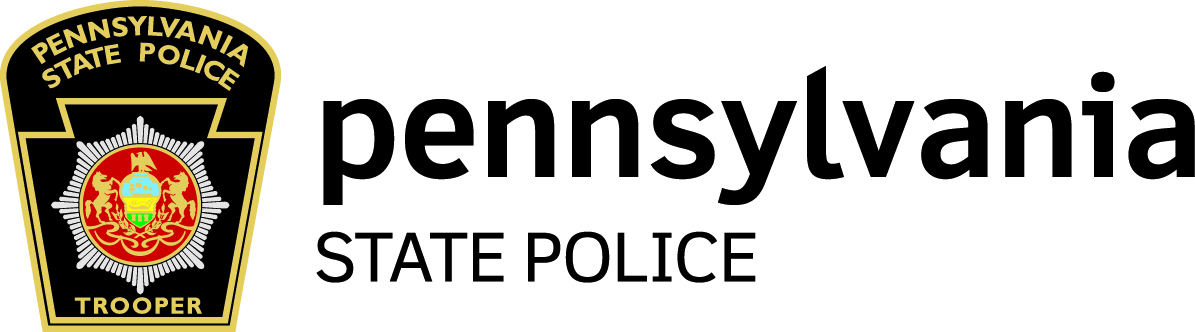 PENNSYLVANIA
STATE POLICE
TROOPER
pennsylvania
STATE POLICE